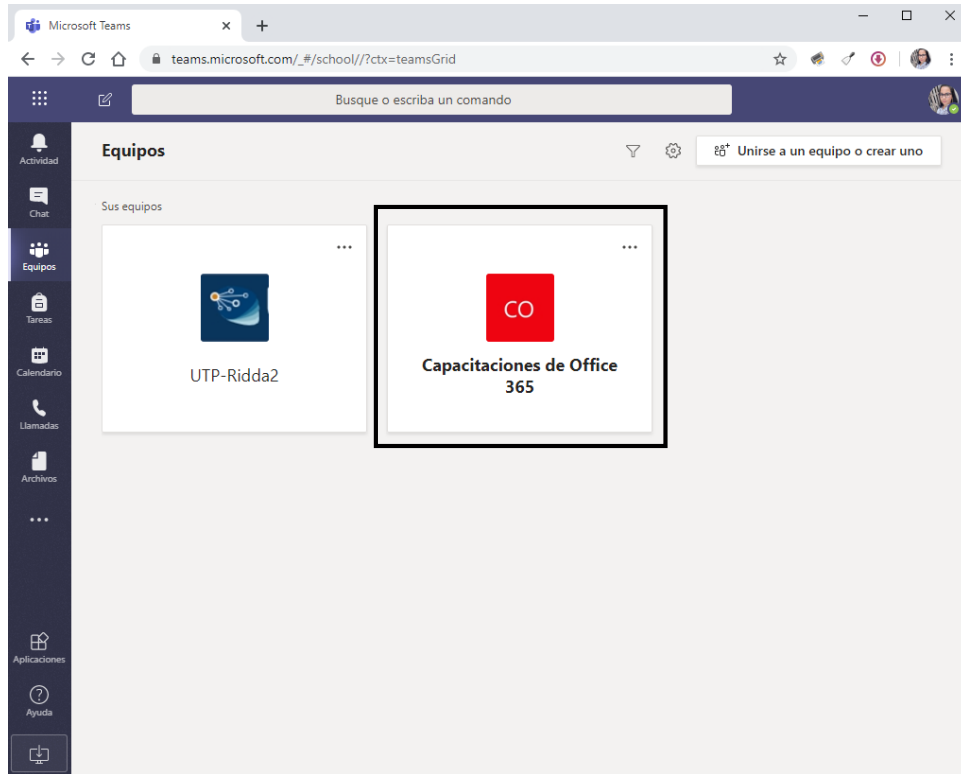 Microsoft Teams
teams.microsoft.com/_#/school//?ctx=teamsGrid
Busque o escriba un comando
Actividad
Chat
Equipos
Tareas
Calendario
Llamadas
Archivos
Aplicaciones
Ayuda
Equipos
Unirse a un equipo o crear uno
Sus equipos
UTP-Ridda2
CO
Capacitaciones de Office
365